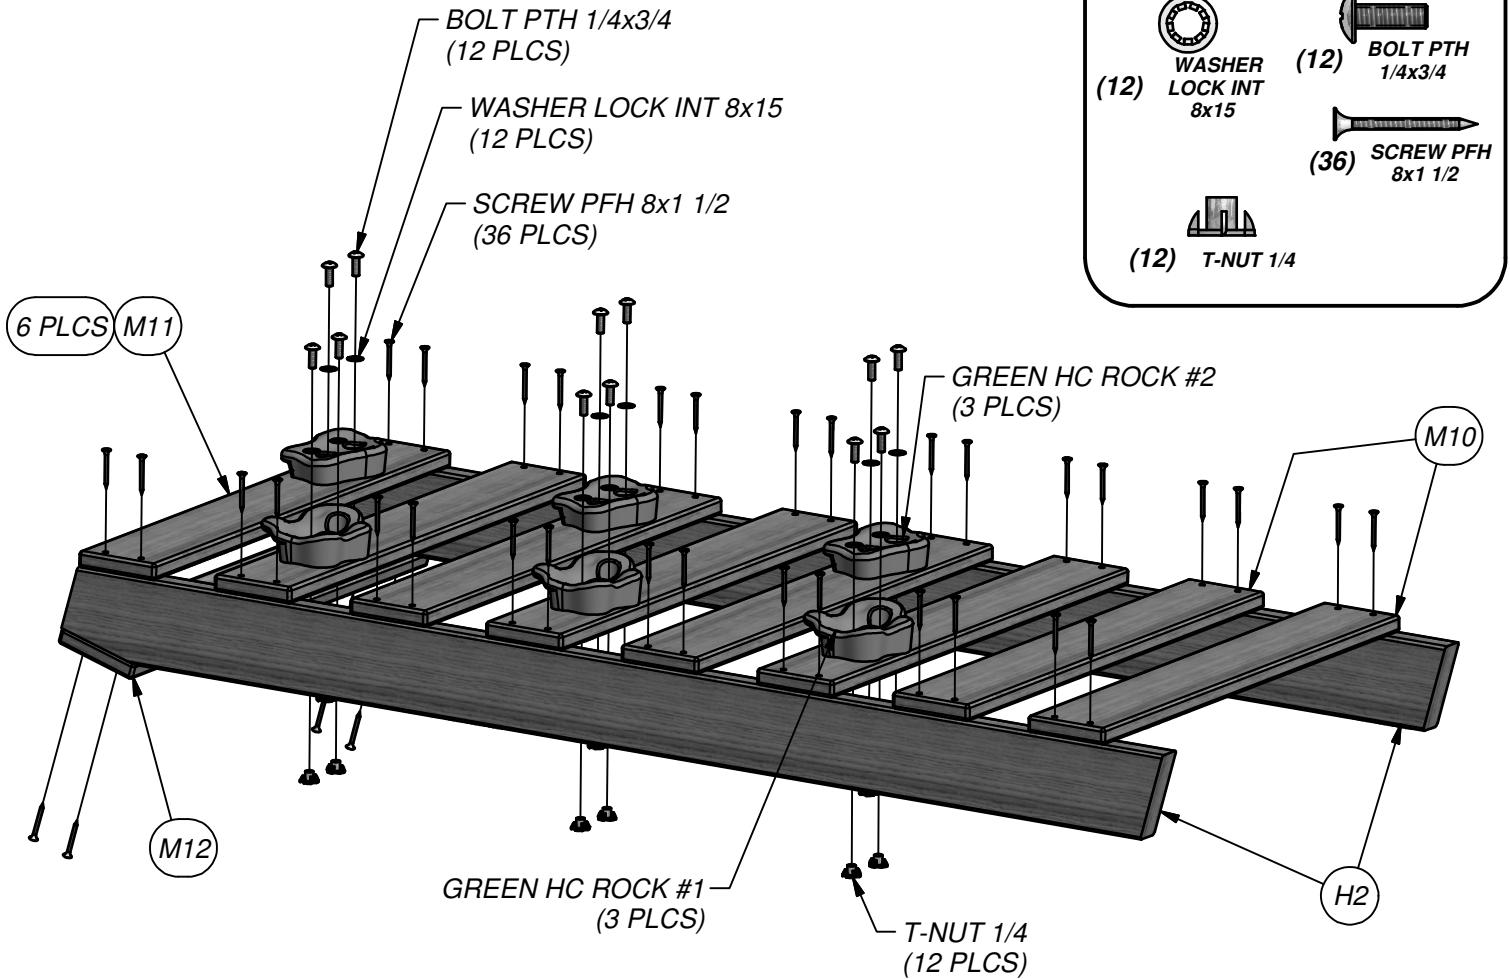 BOLT PTH 1/4x3/4
(12 PLCS)
WASHER LOCK INT 8x15
(12 PLCS)
SCREW PFH 8x1 1/2
(36 PLCS)
(12)
WASHER
LOCK INT
8x15
(12)
BOLT PTH
1/4x3/4
(36)
SCREW PFH
8x1 1/2
(12)
T-NUT 1/4
6 PLCS
M11
GREEN HC ROCK #2
(3 PLCS)
M10
M12
GREEN HC ROCK #1
(3 PLCS)
T-NUT 1/4
(12 PLCS)
H2